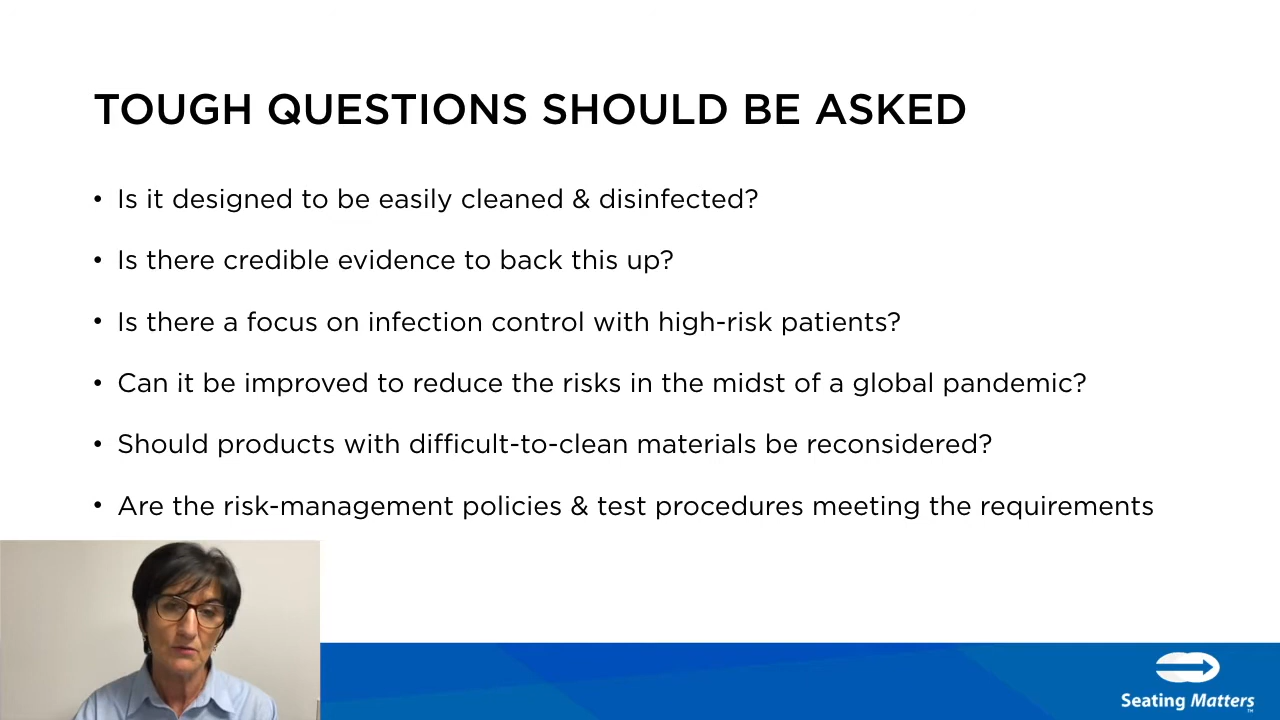 TOUGH QUESTIONS SHOULD BE ASKED
• Is it designed to be easily cleaned & disinfected?
• Is there credible evidence to back this up?
• Is there a focus on infection control with high-risk patients?
• Can it be improved to reduce the risks in the midst of a global pandemic?
• Should products with difficult-to-clean materials be reconsidered?
• Are the risk-management policies & test procedures meeting the requirements
Seating Matters
TM